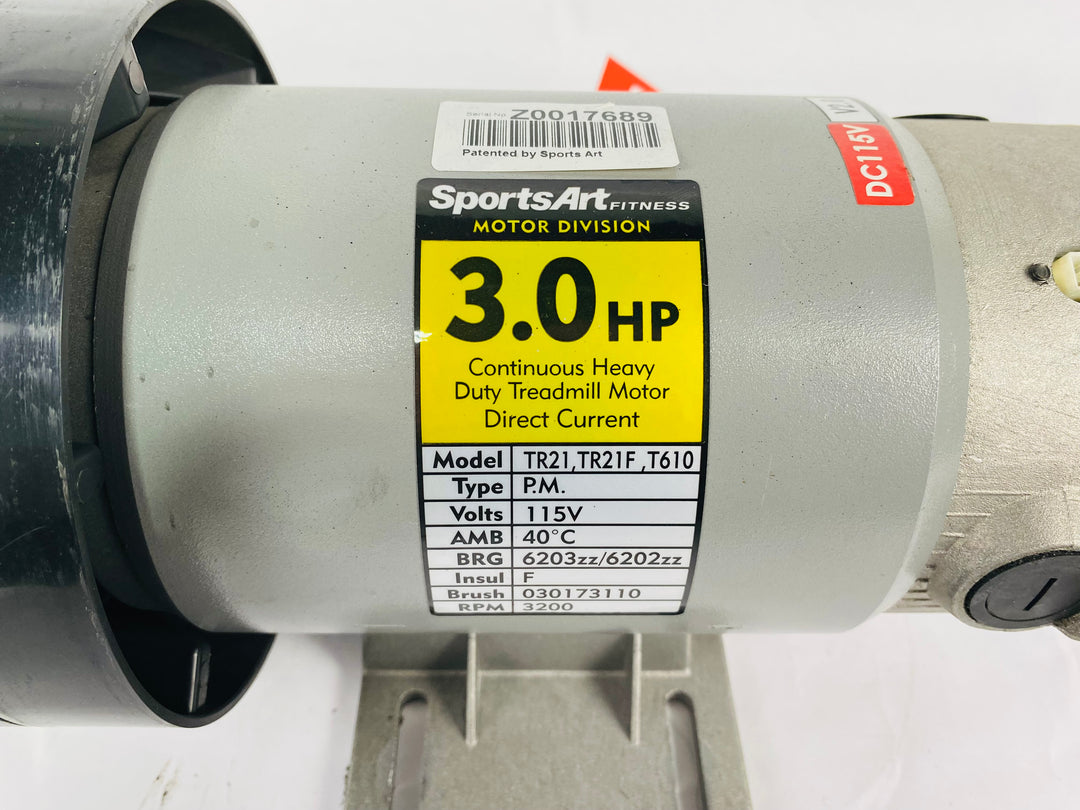 Serial No Z0017689
Patented by Sports Art
SportsArt FITNESS
MOTOR DIVISION
3.0 HP
Continuous Heavy
Duty Treadmill Motor
Direct Current
Model TR21,TR21F ,T610
Type P.M.
Volts 115V
AMB 40°C
BRG 6203zz/6202zz
Insul F
Brush 030173110
RPM 3200
DC115V